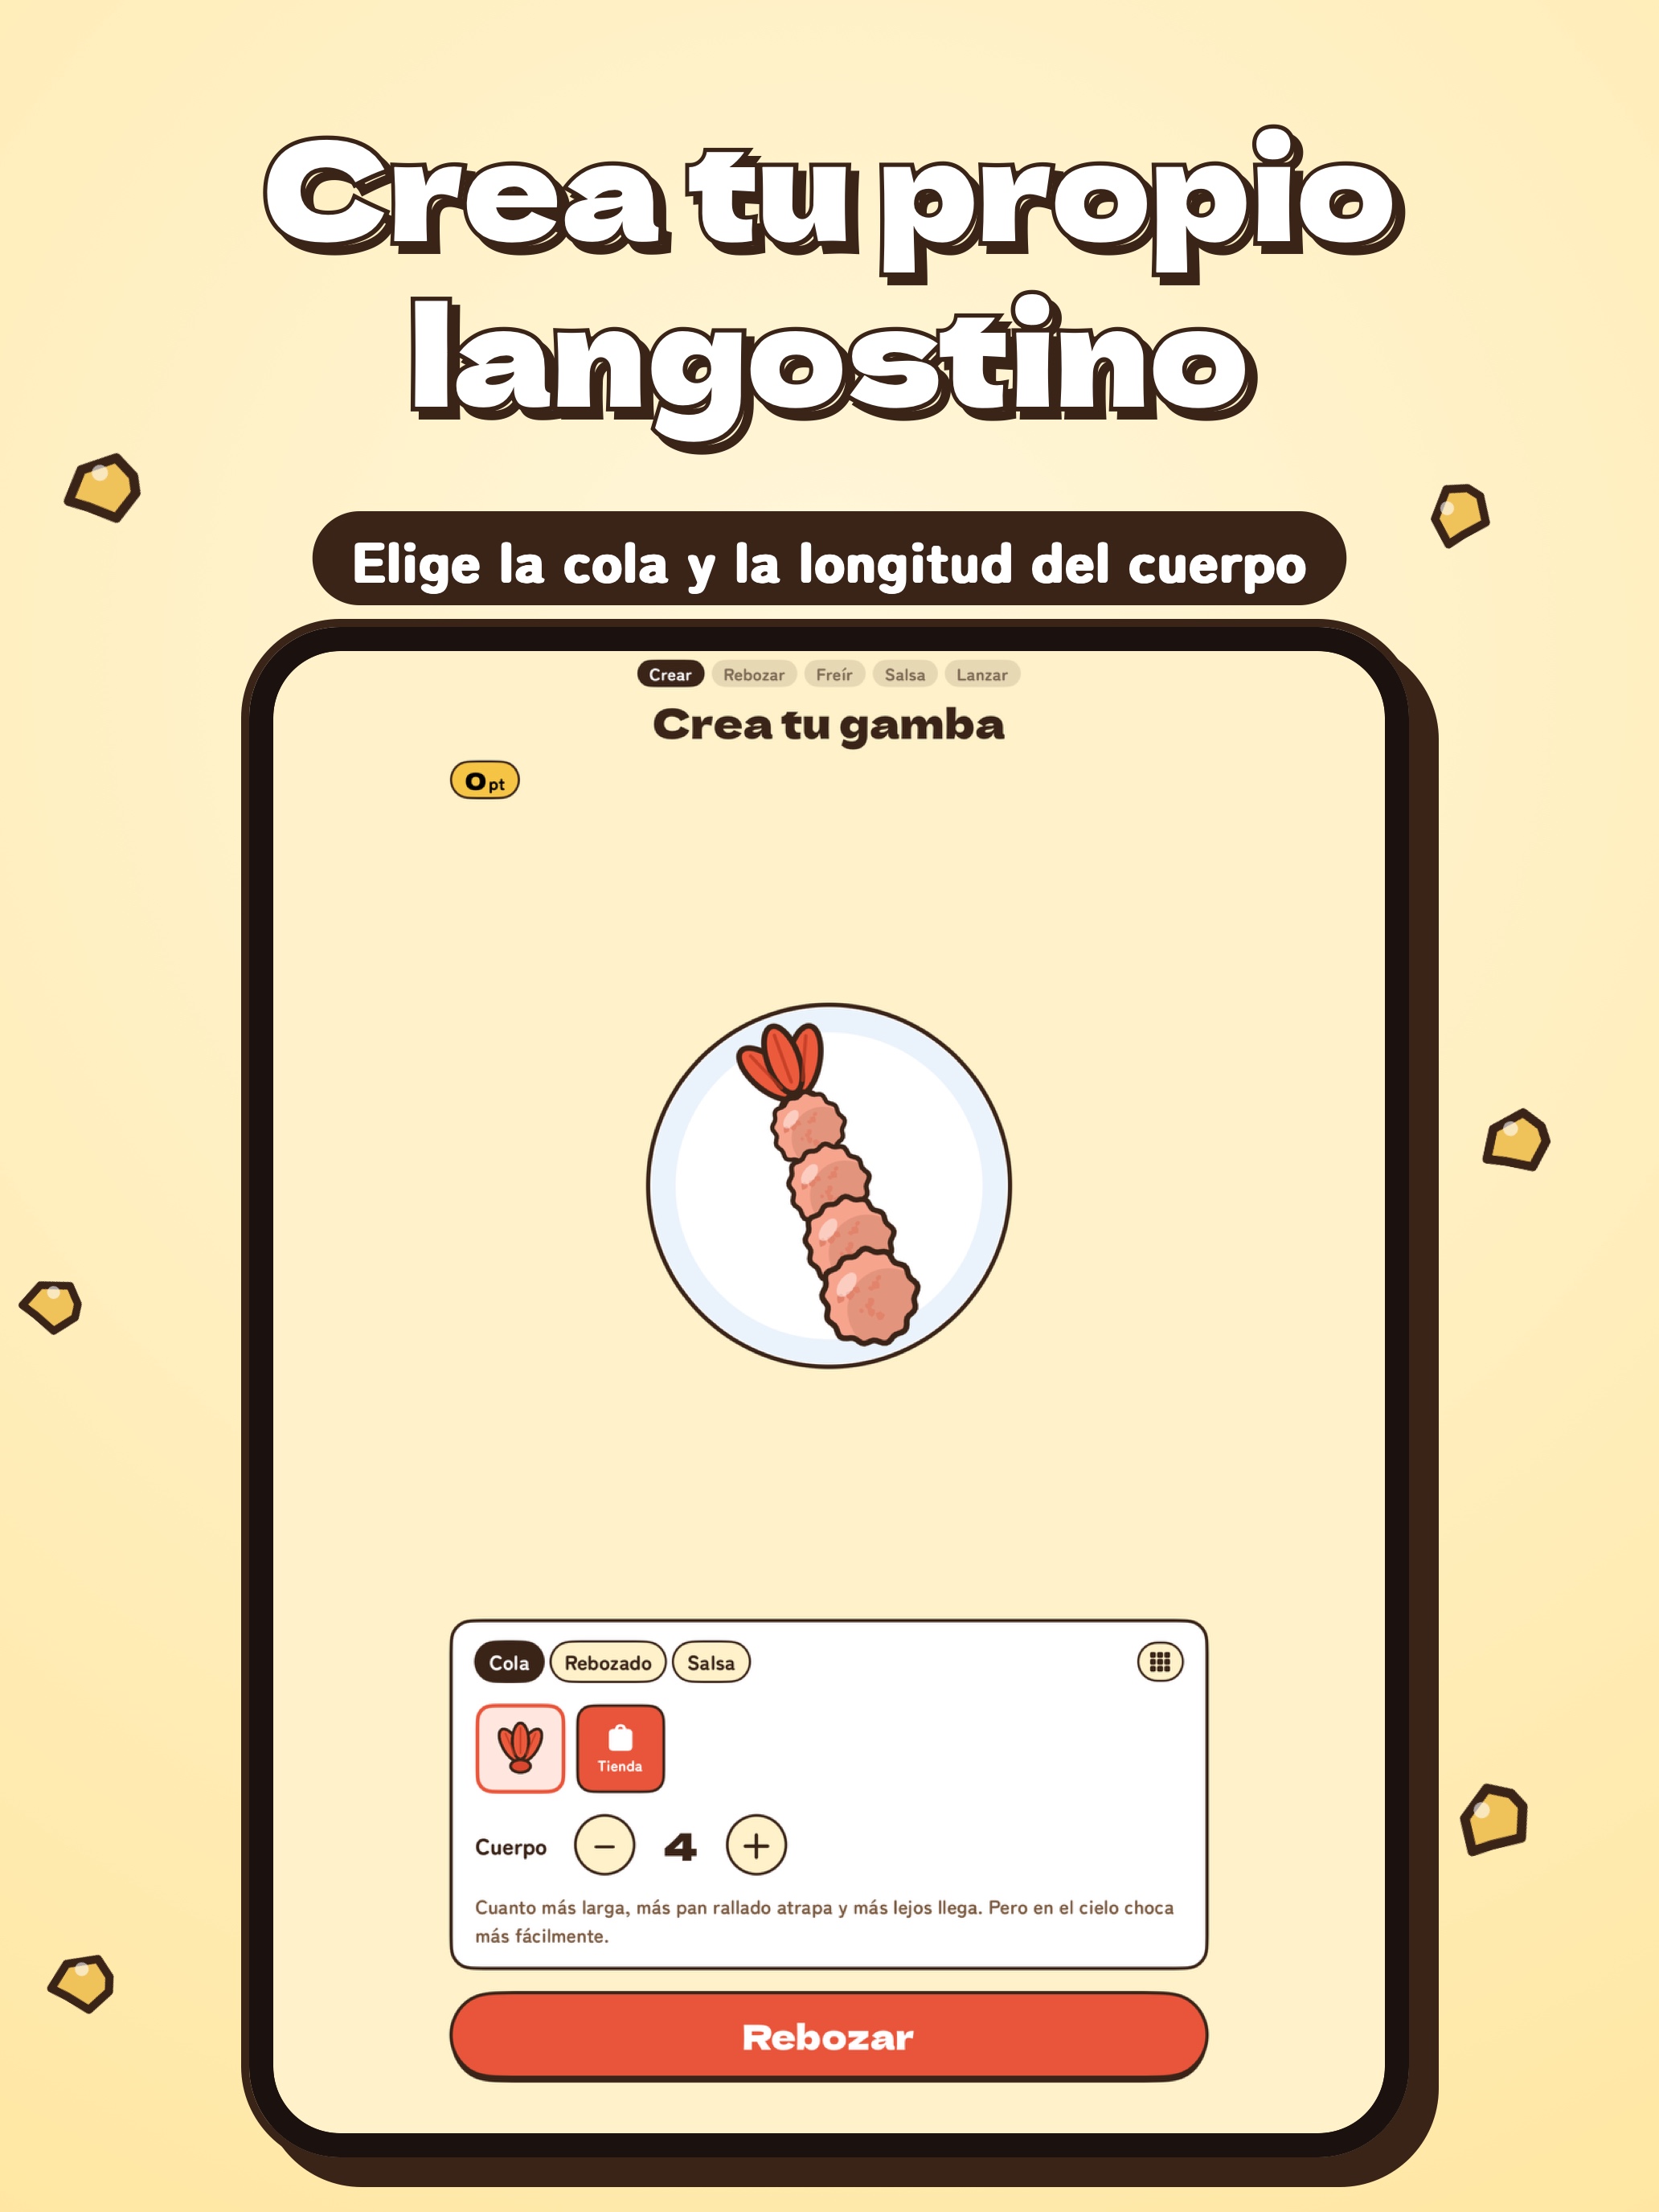 Crea tu propio
langostino
Elige la cola y la longitud del cuerpo
Crear Rebozar Freír Salsa Lanzar
Crea tu gamba
0 pt
Cola Rebozado Salsa
Tienda
Cuerpo − 4 +
Cuanto más larga, más pan rallado atrapa y más lejos llega. Pero en el cielo choca
más fácilmente.
Rebozar